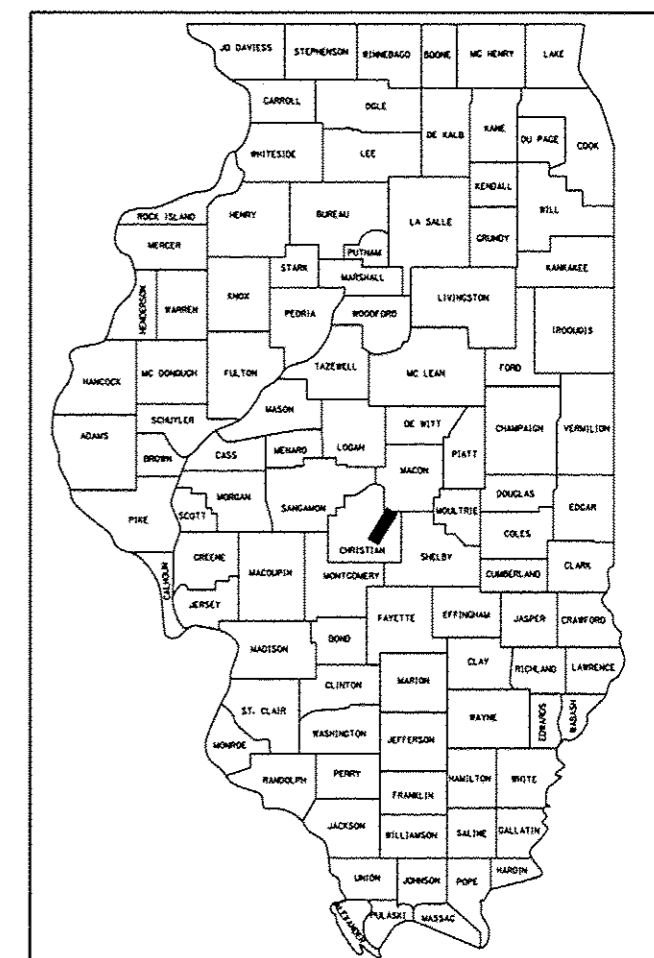 JO DAVIESS STEPHENSON WINNEBAGO BOONE MC HENRY LAKE
CARROLL OGLE DE KALB KANE DU PAGE COOK
WHITESIDE LEE KENDALL WILL
ROCK ISLAND HENRY BUREAU LA SALLE GRUNDY
MERCER PUTNAM KANKAKEE
HENDERSON WARREN KNOX STARK MARSHALL LIVINGSTON
PEORIA WOODFORD IROQUOIS
HANCOCK MC DONOUGH FULTON TAZEWELL MC LEAN FORD
SCHUYLER MASON DE WITT CHAMPAIGN VERMILION
ADAMS BROWN CASS MENARD LOGAN PIATT
MACON
PIKE SCOTT MORGAN SANGAMON MOULTRIE DOUGLAS EDGAR
CHRISTIAN COLES
CALHOUN GREENE MACOUPIN MONTGOMERY SHELBY CUMBERLAND CLARK
JERSEY FAYETTE EFFINGHAM JASPER CRAWFORD
MADISON BOND
CLAY RICHLAND LAWRENCE
CLINTON MARION
ST. CLAIR WAYNE EDWARDS WABASH
MONROE WASHINGTON JEFFERSON
RANDOLPH PERRY HAMILTON WHITE
FRANKLIN
JACKSON WILLIAMSON SALINE GALLATIN
UNION JOHNSON POPE HARDIN
ALEXANDER PULASKI MASSAC